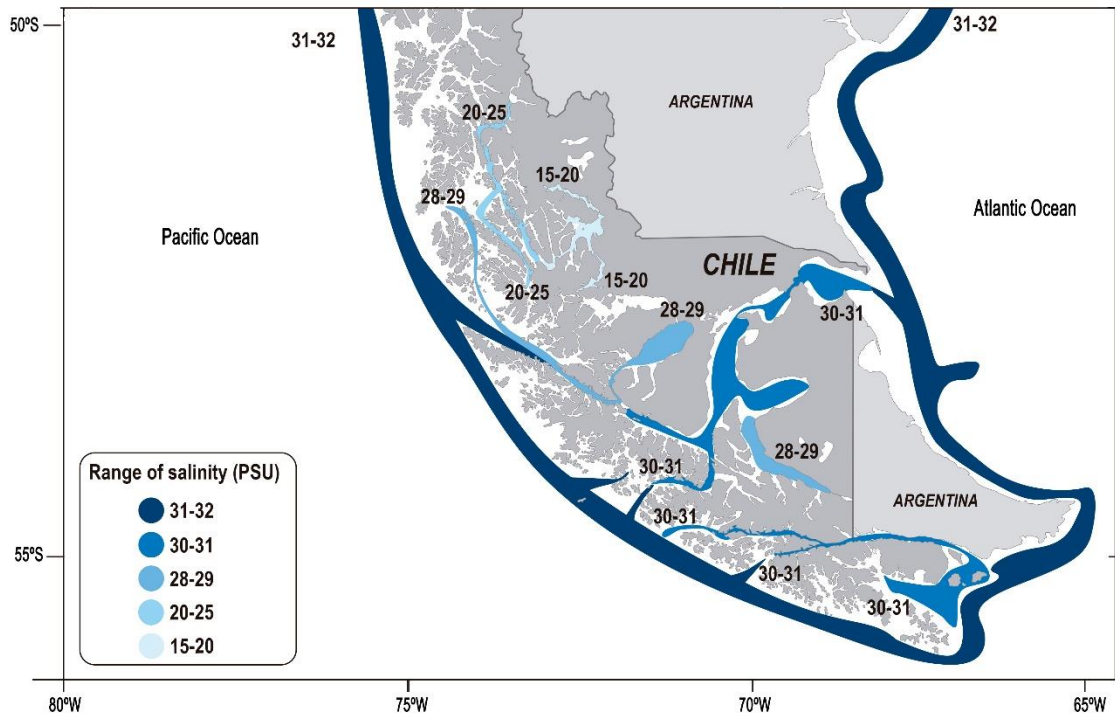 50ºS
31-32
31-32
ARGENTINA
20-25
15-20
28-29
Pacific Ocean
Atlantic Ocean
CHILE
20-25
15-20
28-29
30-31
28-29
30-31
30-31
ARGENTINA
30-31
30-31
55ºS
Range of salinity (PSU)
31-32
30-31
28-29
20-25
15-20
80ºW
75ºW
70ºW
65ºW